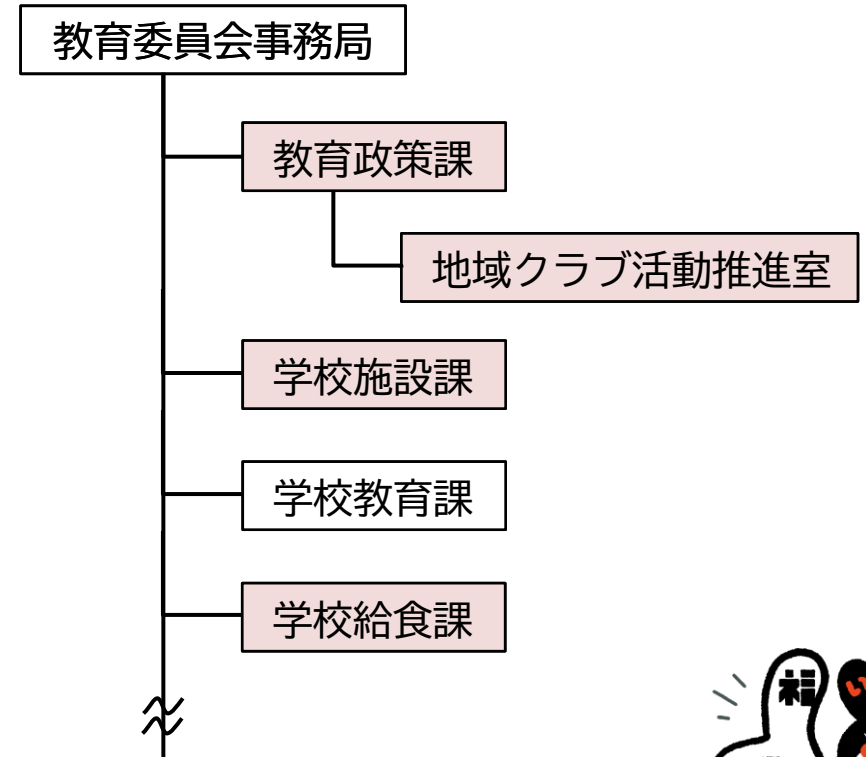 教育委員会事務局
教育政策課
地域クラブ活動推進室
学校施設課
学校教育課
学校給食課
福
い